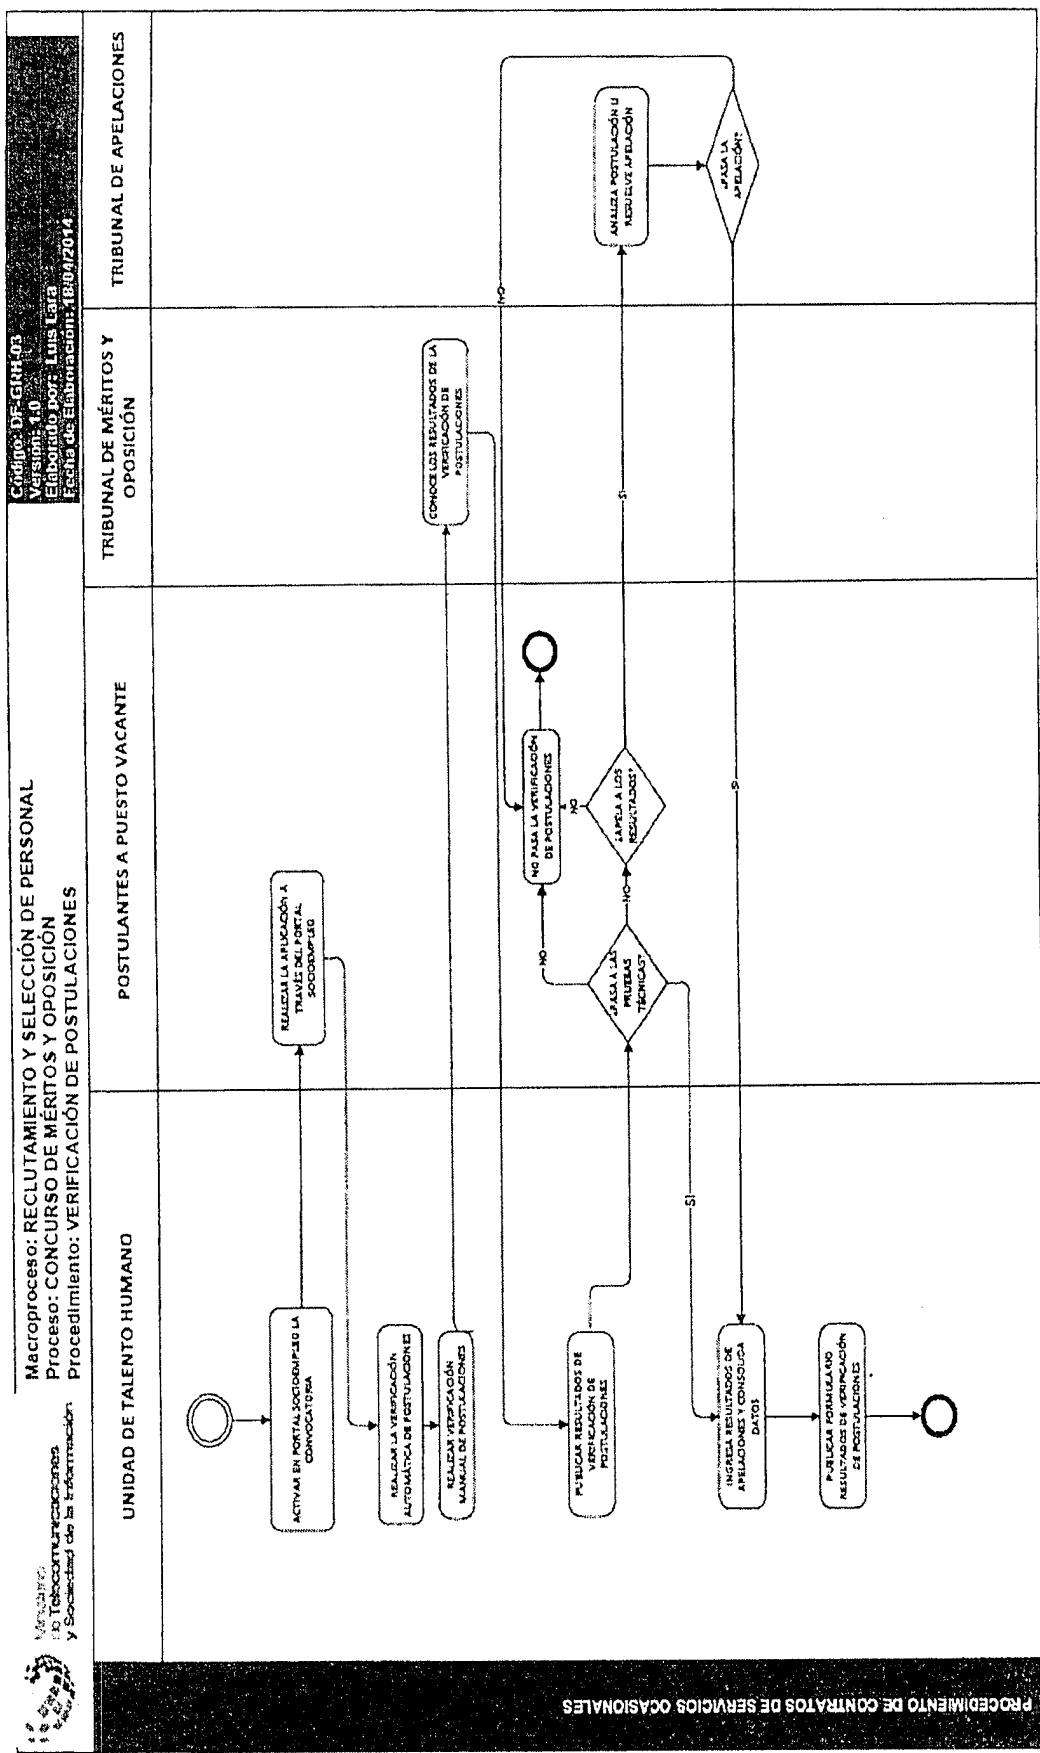 Ministerio
de Telecomunicaciones
y Sociedad de la Información
Macroproceso: RECLUTAMIENTO Y SELECCIÓN DE PERSONAL
Proceso: CONCURSO DE MÉRITOS Y OPOSICIÓN
Procedimiento: VERIFICACIÓN DE POSTULACIONES
Código: DF-GRH-03
Versión: 1.0
Elaborado por: Luis Lara
Fecha de Elaboración: 18/04/2014
PROCEDIMIENTO DE CONTRATOS DE SERVICIOS OCASIONALES
UNIDAD DE TALENTO HUMANO
POSTULANTES A PUESTO VACANTE
TRIBUNAL DE MÉRITOS Y
OPOSICIÓN
TRIBUNAL DE APELACIONES
ACTIVAR EN PORTAL SOCIOEMPLEO LA
CONVOCATORIA
REALIZAR LA APLICACIÓN A
TRAVÉS DEL PORTAL
SOCIOEMPLEO
REALIZAR LA VERIFICACIÓN
AUTOMÁTICA DE POSTULACIONES
REALIZAR VERIFICACIÓN
MANUAL DE POSTULACIONES
CONOCE LOS RESULTADOS DE LA
VERIFICACIÓN DE
POSTULACIONES
NO
PUBLICAR RESULTADOS DE
VERIFICACIÓN DE
POSTULACIONES
NO PASA LA VERIFICACIÓN
DE POSTULACIONES
NO
NO
¿PASA A LAS
PRUEBAS
TÉCNICAS?
NO
¿APELA A LOS
RESULTADOS?
SI
ANALIZA POSTULACIÓN U
RESUELVE APELACIÓN
¿PASA LA
APELACIÓN?
SI
SI
INGRESA RESULTADOS DE
APELACIONES Y CONSOLIDA
DATOS
PUBLICAR FORMULARIO
RESULTADOS DE VERIFICACIÓN
DE POSTULACIONES